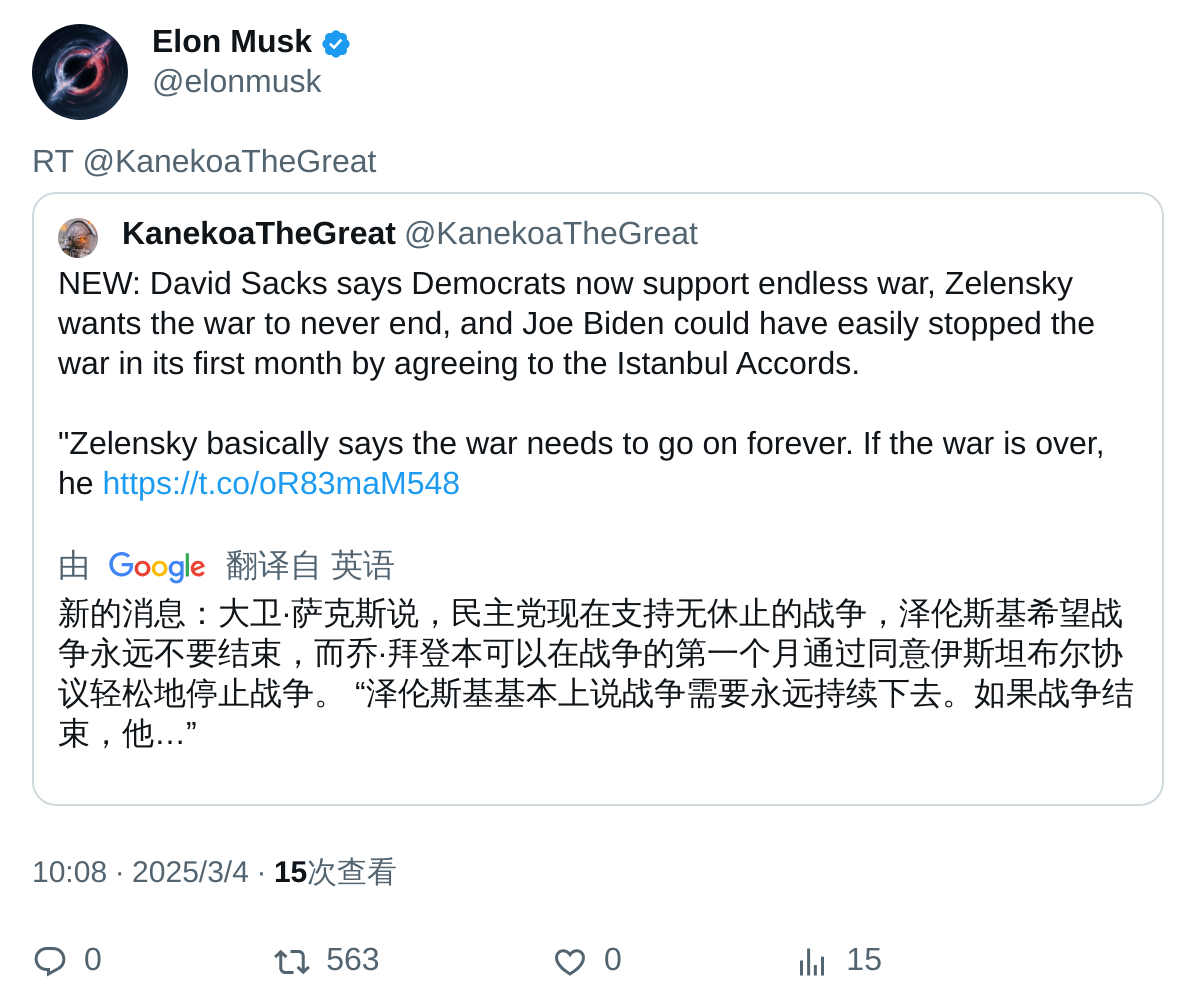 Elon Musk
@elonmusk
RT @KanekoaTheGreat
KanekoaTheGreat @KanekoaTheGreat
NEW: David Sacks says Democrats now support endless war, Zelensky
wants the war to never end, and Joe Biden could have easily stopped the
war in its first month by agreeing to the Istanbul Accords.
"Zelensky basically says the war needs to go on forever. If the war is over,
he https://t.co/oR83maM548
由 Google 翻译自 英语
新的消息：大卫·萨克斯说，民主党现在支持无休止的战争，泽伦斯基希望战
争永远不要结束，而乔·拜登本可以在战争的第一个月通过同意伊斯坦布尔协
议轻松地停止战争。 “泽伦斯基基本上说战争需要永远持续下去。如果战争结
束，他…”
10:08 · 2025/3/4 · 15次查看
0 563 0 15